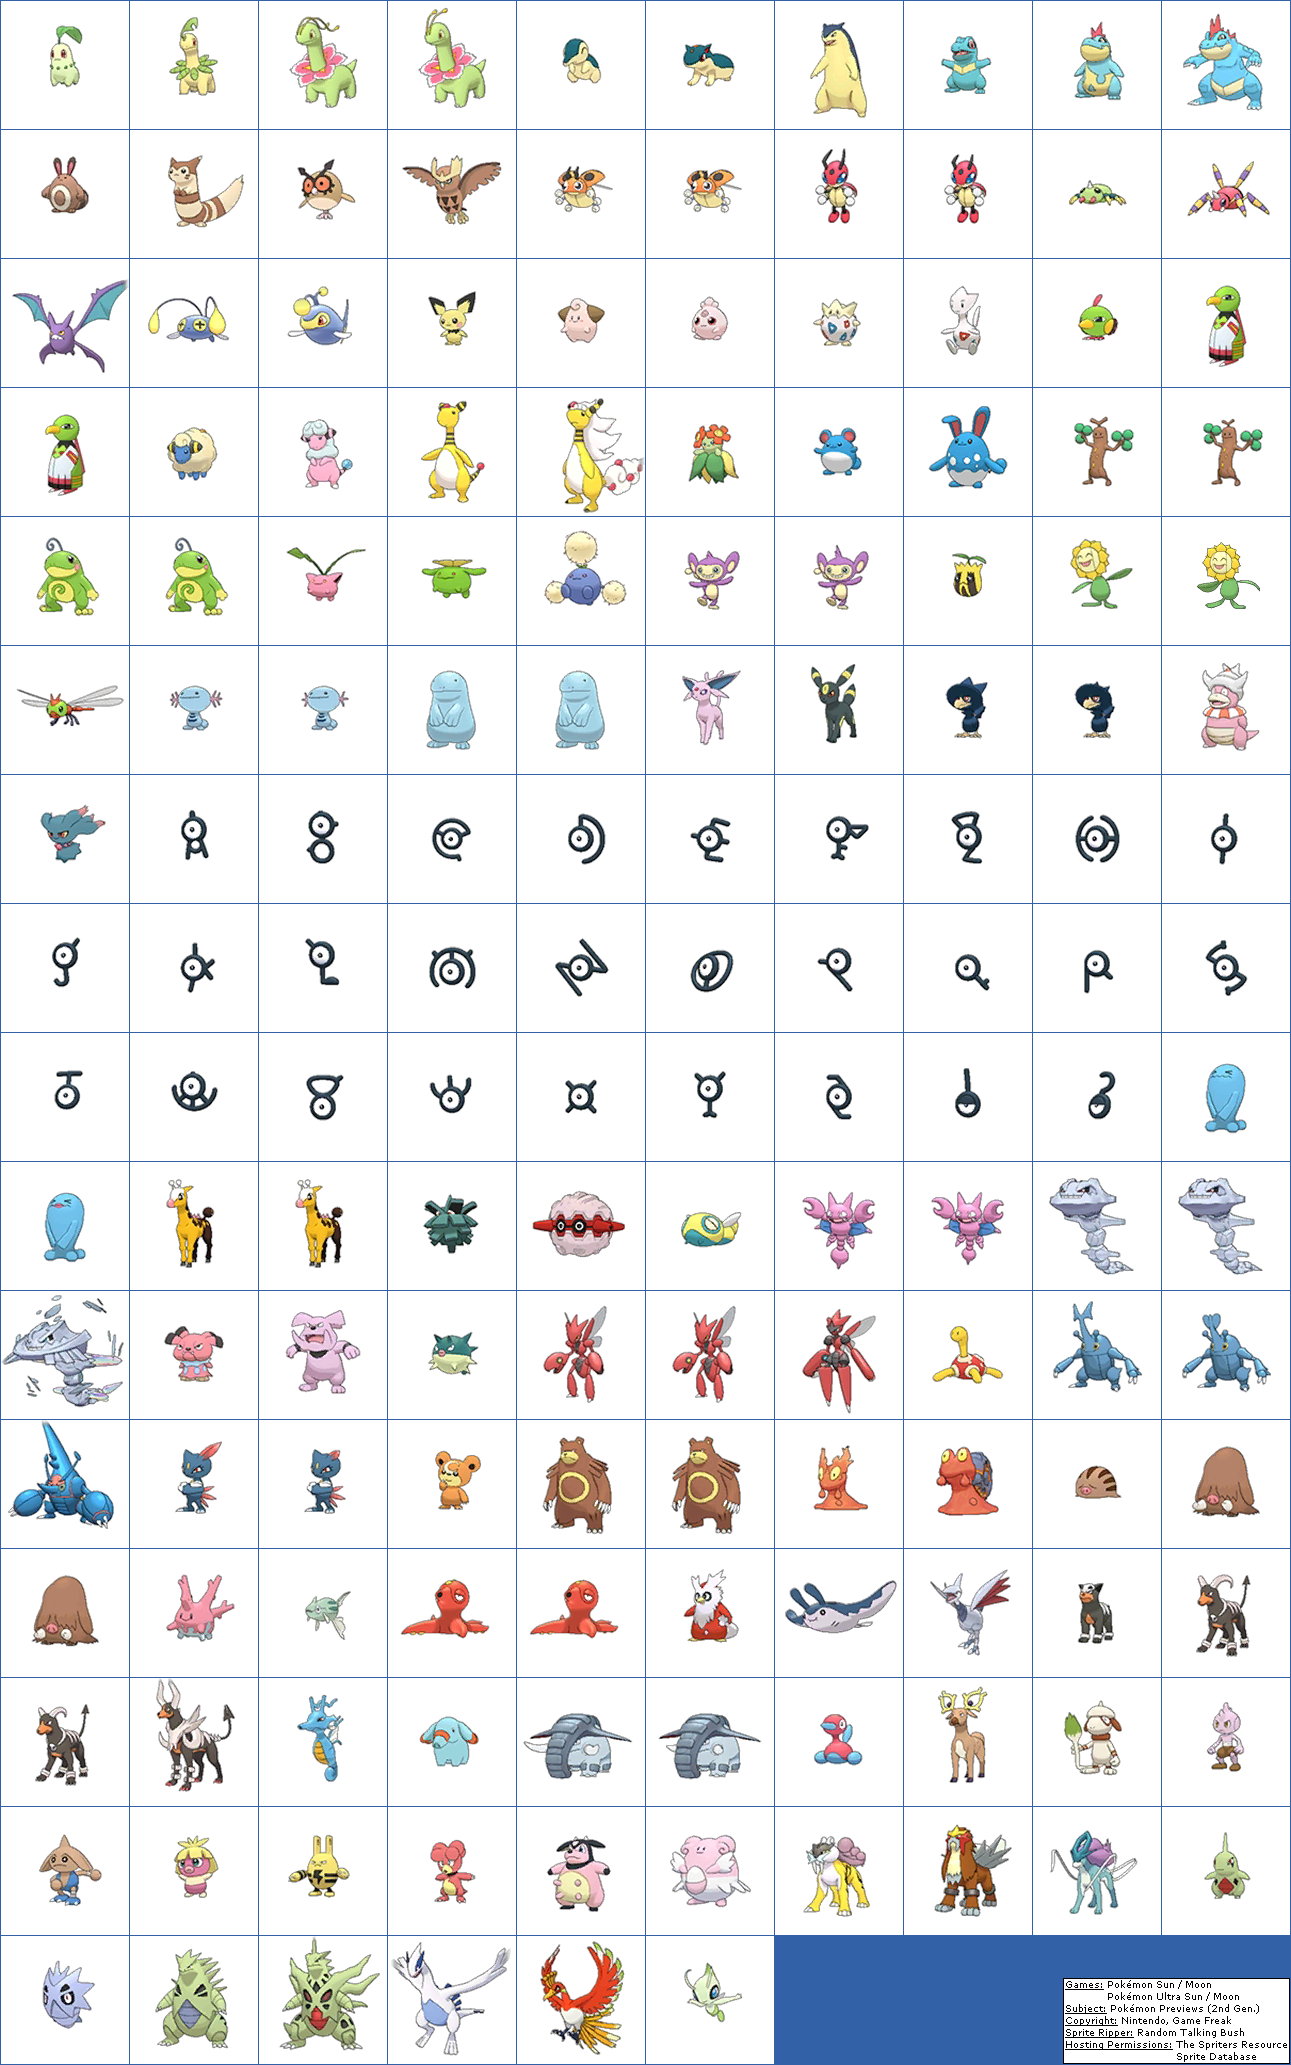 Games: Pokémon Sun / Moon
Pokémon Ultra Sun / Moon
Subject: Pokémon Previews (2nd Gen.)
Copyright: Nintendo, Game Freak
Sprite Ripper: Random Talking Bush
Hosting Permissions: The Spriters Resource
Sprite Database